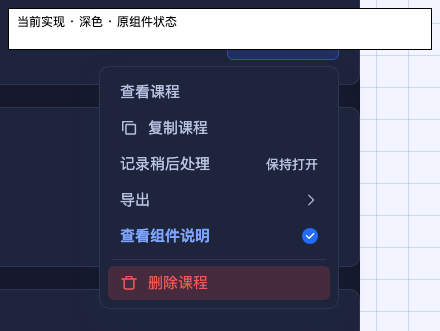 当前实现 · 深色 · 原组件状态
查看课程
复制课程
记录稍后处理 保持打开
导出
查看组件说明
删除课程